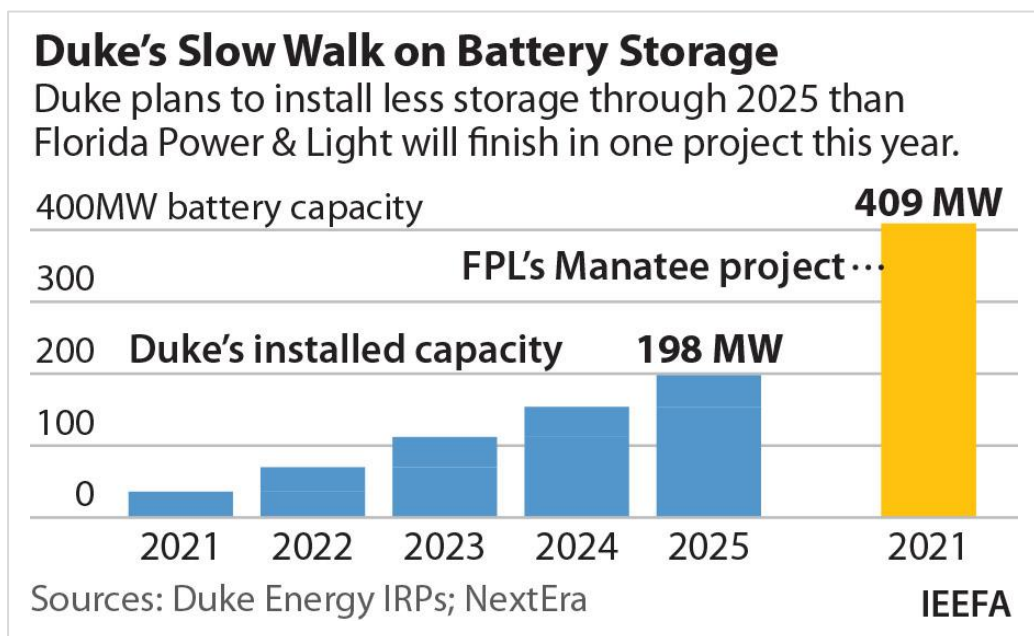 Duke's Slow Walk on Battery Storage
Duke plans to install less storage through 2025 than
Florida Power & Light will finish in one project this year.
400MW battery capacity
409 MW
FPL's Manatee project ···
300
200
Duke's installed capacity
198 MW
100
0
2021
2022
2023
2024
2025
2021
Sources: Duke Energy IRPs; NextEra
IEEFA